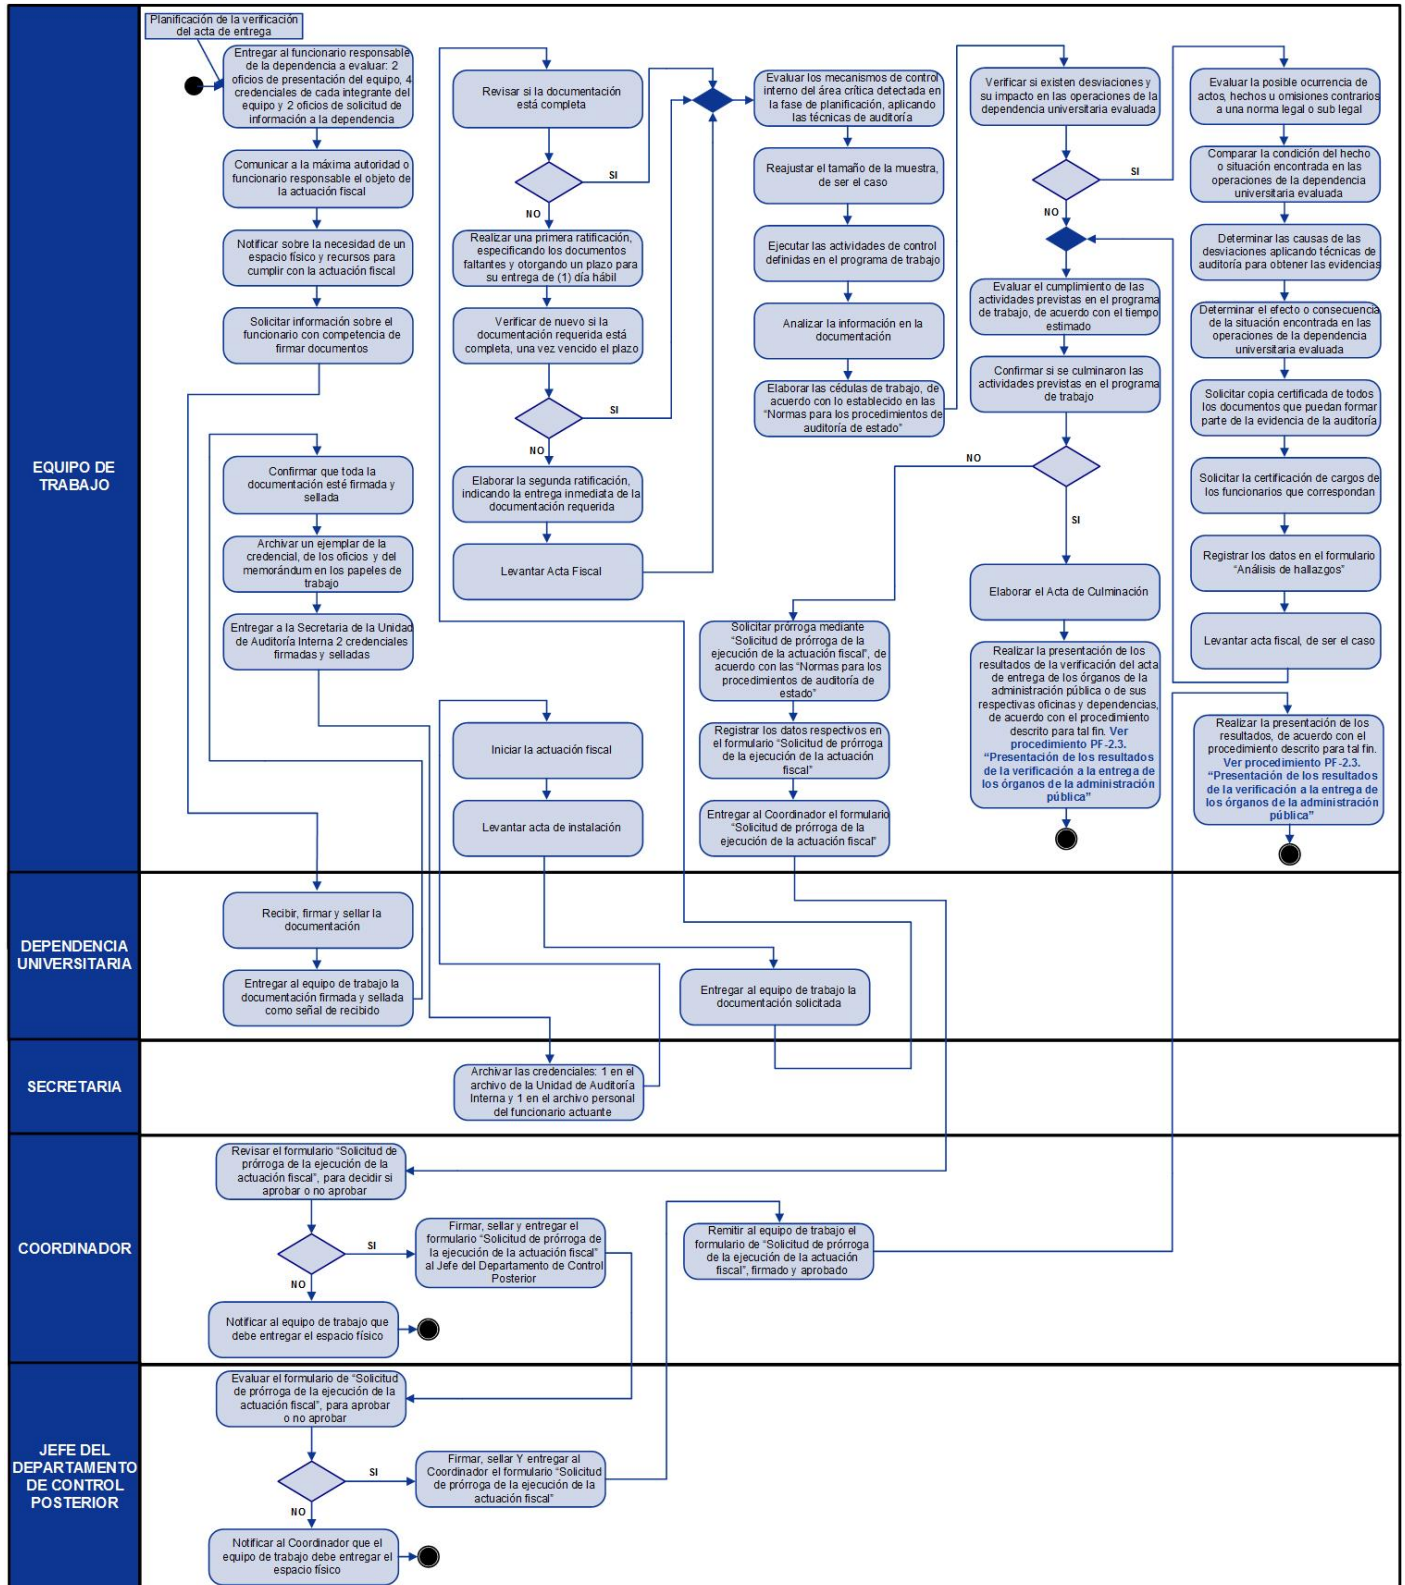 Planificación de la verificación
del acta de entrega
EQUIPO DE
TRABAJO
Entregar al funcionario responsable
de la dependencia a evaluar: 2
oficios de presentación del equipo, 4
credenciales de cada integrante del
equipo y 2 oficios de solicitud de
información a la dependencia
Comunicar a la máxima autoridad o
funcionario responsable el objeto de
la actuación fiscal
Notificar sobre la necesidad de un
espacio físico y recursos para
cumplir con la actuación fiscal
Solicitar información sobre el
funcionario con competencia de
firmar documentos
Confirmar que toda la
documentación esté firmada y
sellada
Archivar un ejemplar de la
credencial, de los oficios y del
memorándum en los papeles de
trabajo
Entregar a la Secretaria de la Unidad
de Auditoría Interna 2 credenciales
firmadas y selladas
Revisar si la documentación
está completa
SI
NO
Realizar una primera ratificación,
especificando los documentos
faltantes y otorgando un plazo para
su entrega de (1) día hábil
Verificar de nuevo si la
documentación requerida está
completa, una vez vencido el plazo
SI
NO
Elaborar la segunda ratificación,
indicando la entrega inmediata de la
documentación requerida
Levantar Acta Fiscal
Iniciar la actuación fiscal
Levantar acta de instalación
Evaluar los mecanismos de control
interno del área crítica detectada en
la fase de planificación, aplicando
las técnicas de auditoría
Reajustar el tamaño de la muestra,
de ser el caso
Ejecutar las actividades de control
definidas en el programa de trabajo
Analizar la información en la
documentación
Elaborar las cédulas de trabajo, de
acuerdo con lo establecido en las
“Normas para los procedimientos de
auditoría de estado”
NO
Solicitar prórroga mediante
“Solicitud de prórroga de la
ejecución de la actuación fiscal”, de
acuerdo con las “Normas para los
procedimientos de auditoría de
estado”
Registrar los datos respectivos en
el formulario “Solicitud de prórroga
de la ejecución de la actuación
fiscal”
Entregar al Coordinador el formulario
“Solicitud de prórroga de la
ejecución de la actuación fiscal”
Verificar si existen desviaciones y
su impacto en las operaciones de la
dependencia universitaria evaluada
SI
NO
Evaluar el cumplimiento de las
actividades previstas en el programa
de trabajo, de acuerdo con el tiempo
estimado
Confirmar si se culminaron las
actividades previstas en el programa
de trabajo
SI
Elaborar el Acta de Culminación
Realizar la presentación de los
resultados de la verificación del acta
de entrega de los órganos de la
administración pública o de sus
respectivas oficinas y dependencias,
de acuerdo con el procedimiento
descrito para tal fin. Ver
procedimiento PF-2.3.
“Presentación de los resultados
de la verificación a la entrega de
los órganos de la administración
pública”
Evaluar la posible ocurrencia de
actos, hechos u omisiones contrarios
a una norma legal o sub legal
Comparar la condición del hecho
o situación encontrada en las
operaciones de la dependencia
universitaria evaluada
Determinar las causas de las
desviaciones aplicando técnicas de
auditoría para obtener las evidencias
Determinar el efecto o consecuencia
de la situación encontrada en las
operaciones de la dependencia
universitaria evaluada
Solicitar copia certificada de todos
los documentos que puedan formar
parte de la evidencia de la auditoría
Solicitar la certificación de cargos de
los funcionarios que correspondan
Registrar los datos en el formulario
“Análisis de hallazgos”
Levantar acta fiscal, de ser el caso
Realizar la presentación de los
resultados, de acuerdo con el
procedimiento descrito para tal fin.
Ver procedimiento PF-2.3.
“Presentación de los resultados
de la verificación a la entrega de
los órganos de la administración
pública”
DEPENDENCIA
UNIVERSITARIA
Recibir, firmar y sellar la
documentación
Entregar al equipo de trabajo la
documentación firmada y sellada
como señal de recibido
Entregar al equipo de trabajo la
documentación solicitada
SECRETARIA
Archivar las credenciales: 1 en el
archivo de la Unidad de Auditoría
Interna y 1 en el archivo personal
del funcionario actuante
COORDINADOR
Revisar el formulario “Solicitud de
prórroga de la ejecución de la
actuación fiscal”, para decidir si
aprobar o no aprobar
SI
NO
Firmar, sellar y entregar el
formulario “Solicitud de prórroga de
la ejecución de la actuación fiscal”
al Jefe del Departamento de Control
Posterior
Remitir al equipo de trabajo el
formulario de “Solicitud de prórroga
de la ejecución de la actuación
fiscal”, firmado y aprobado
Notificar al equipo de trabajo que
debe entregar el espacio físico
JEFE DEL
DEPARTAMENTO
DE CONTROL
POSTERIOR
Evaluar el formulario de “Solicitud
de prórroga de la ejecución de la
actuación fiscal”, para aprobar
o no aprobar
SI
NO
Firmar, sellar Y entregar al
Coordinador el formulario “Solicitud
de prórroga de la ejecución de la
actuación fiscal”
Notificar al Coordinador que el
equipo de trabajo debe entregar el
espacio físico